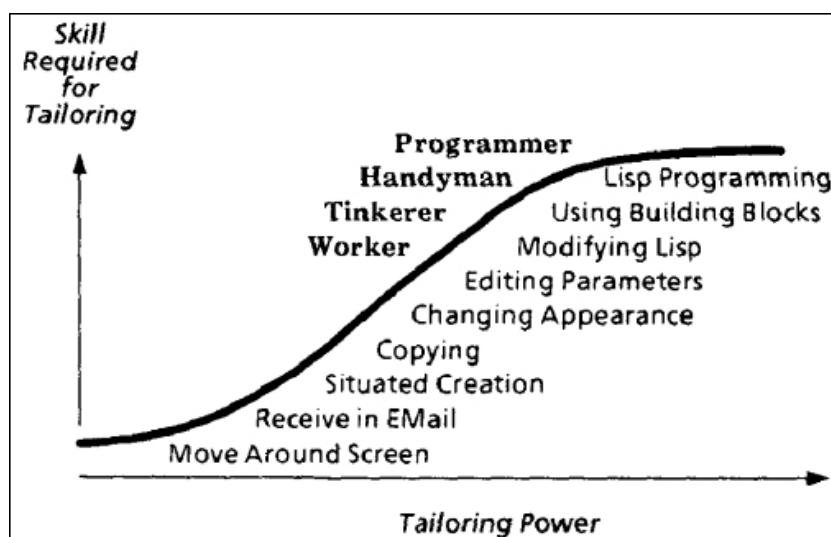 Skill
Required
for
Tailoring
Programmer
Handyman
Tinkerer
Worker
Lisp Programming
Using Building Blocks
Modifying Lisp
Editing Parameters
Changing Appearance
Copying
Situated Creation
Receive in EMail
Move Around Screen
Tailoring Power